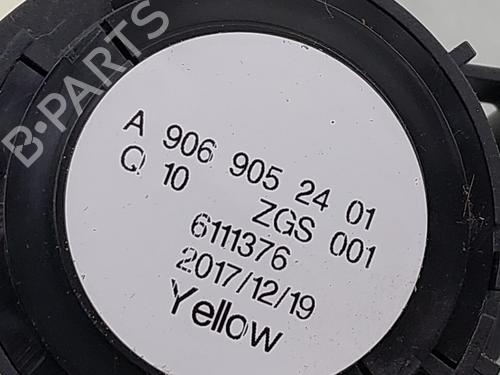 B-PARTS
A 906 905 24 01
Q 10 ZGS 001
6111376
2017/12/19
Yellow